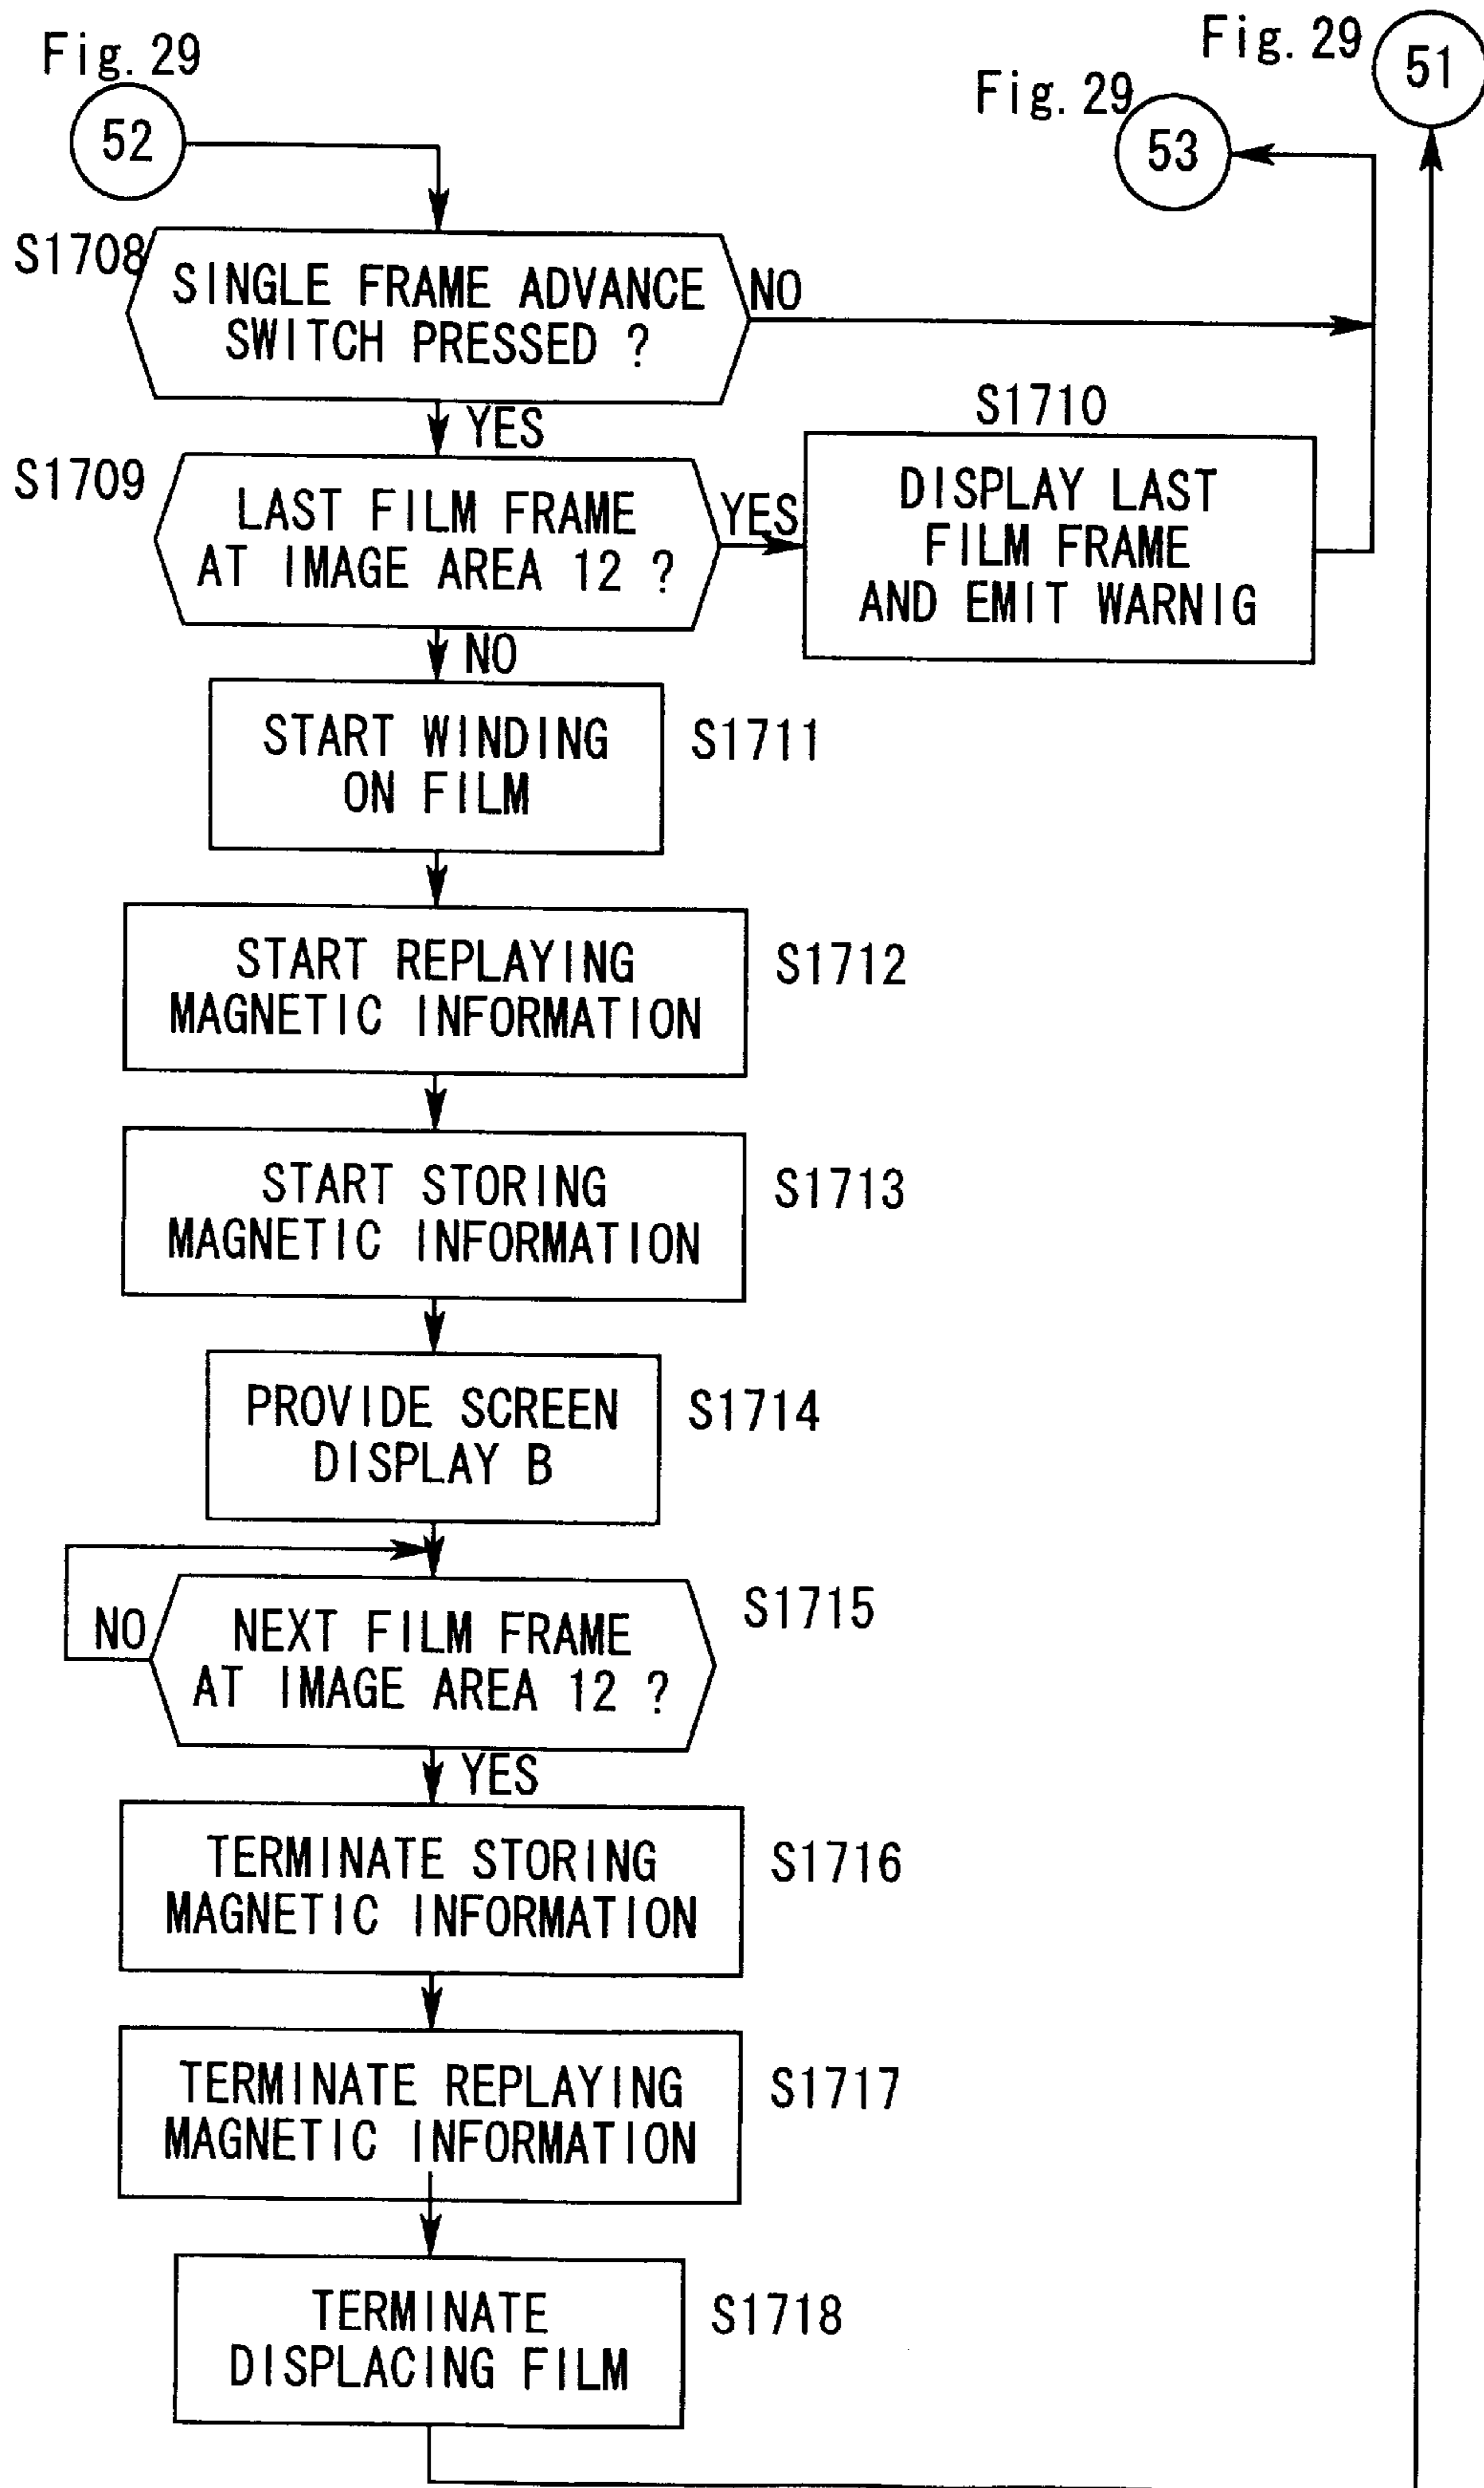 Fig. 29
52
Fig. 29
53
Fig. 29
51
S1708
SINGLE FRAME ADVANCE
SWITCH PRESSED ?
NO
YES
S1709
LAST FILM FRAME
AT IMAGE AREA 12 ?
YES
S1710
DISPLAY LAST
FILM FRAME
AND EMIT WARNIG
NO
START WINDING
ON FILM
S1711
START REPLAYING
MAGNETIC INFORMATION
S1712
START STORING
MAGNETIC INFORMATION
S1713
PROVIDE SCREEN
DISPLAY B
S1714
NO
NEXT FILM FRAME
AT IMAGE AREA 12 ?
S1715
YES
TERMINATE STORING
MAGNETIC INFORMATION
S1716
TERMINATE REPLAYING
MAGNETIC INFORMATION
S1717
TERMINATE
DISPLACING FILM
S1718